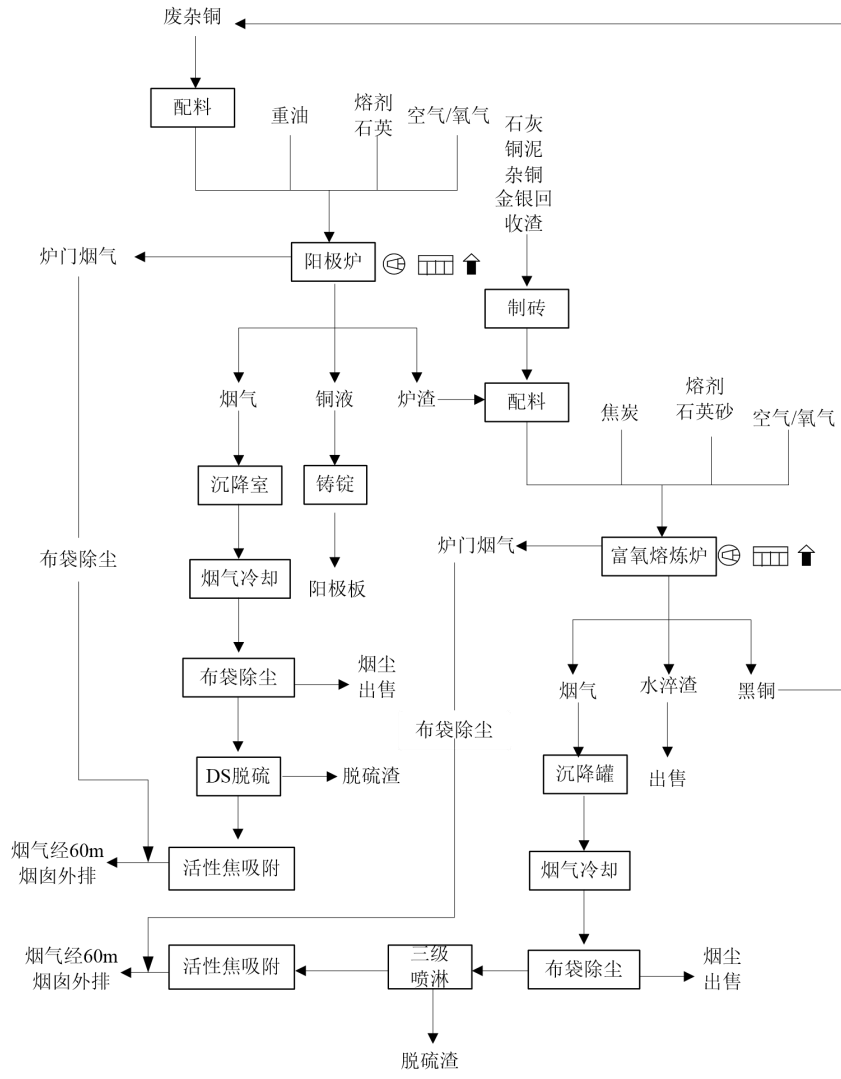 废杂铜
配料
重油
熔剂
石英
空气/氧气
石灰
铜泥
杂铜
金银回
收渣
炉门烟气
阳极炉
制砖
烟气
铜液
炉渣
配料
焦炭
熔剂
石英砂
空气/氧气
沉降室
铸锭
布袋除尘
烟气冷却
阳极板
炉门烟气
富氧熔炼炉
布袋除尘
烟尘
出售
烟气
水淬渣
黑铜
布袋除尘
DS脱硫
脱硫渣
沉降罐
出售
烟气经60m
烟囱外排
活性焦吸附
烟气冷却
烟气经60m
烟囱外排
活性焦吸附
三级
喷淋
布袋除尘
烟尘
出售
脱硫渣